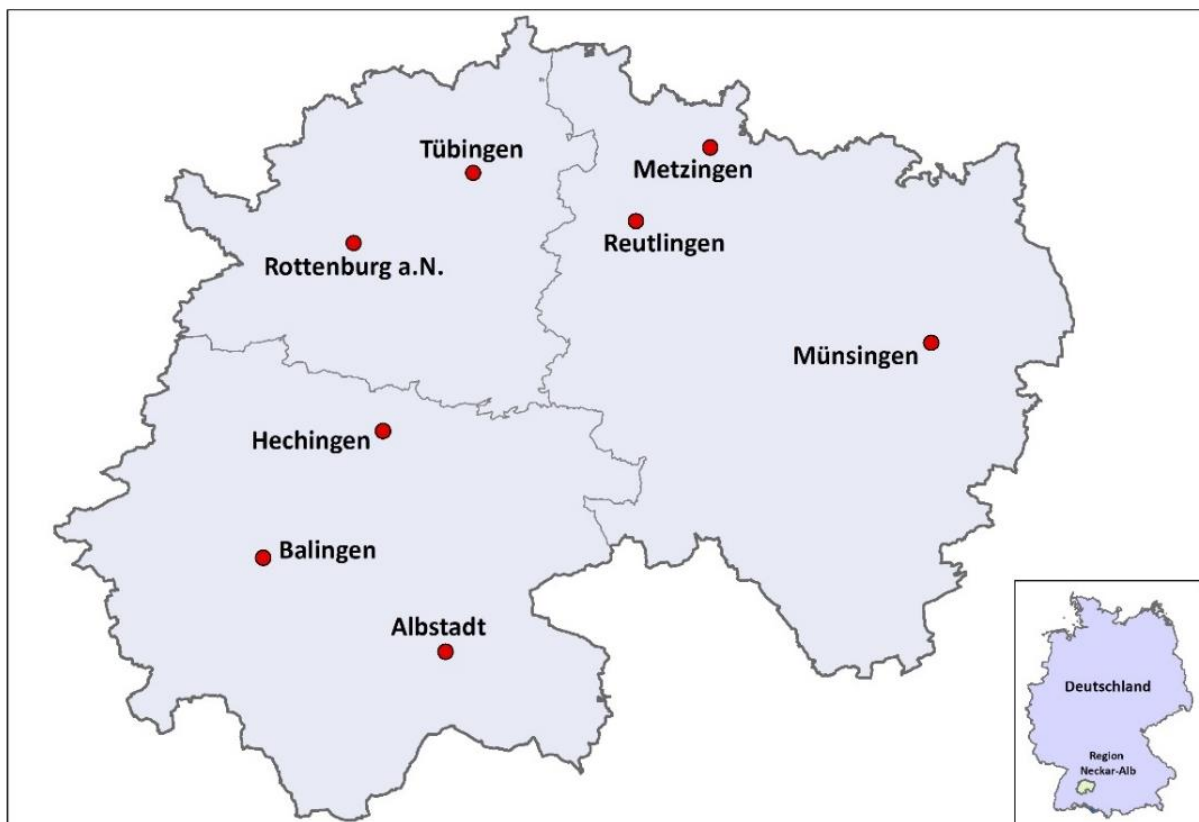 Tübingen
Metzingen
Reutlingen
Rottenburg a.N.
Münsingen
Hechingen
Balingen
Albstadt
Deutschland
Region
Neckar-Alb